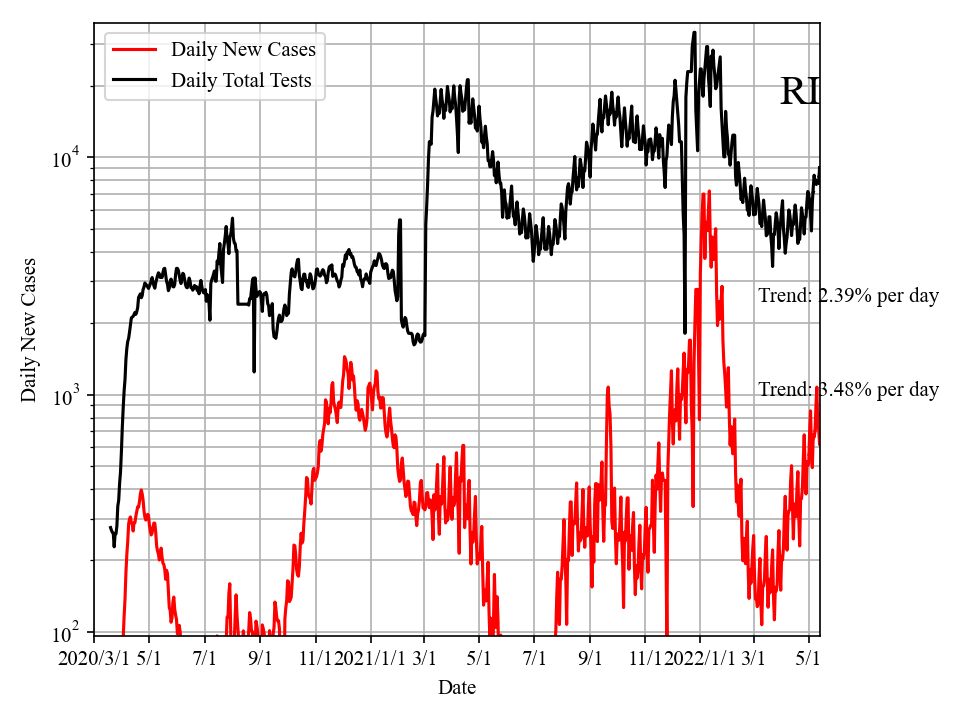 Daily New Cases
Daily Total Tests
RI
10^4
10^3
10^2
Daily New Cases
Trend: 2.39% per day
Trend: 3.48% per day
2020/3/1 5/1 7/1 9/1 11/1 2021/1/1 3/1 5/1 7/1 9/1 11/1 2022/1/1 3/1 5/1
Date